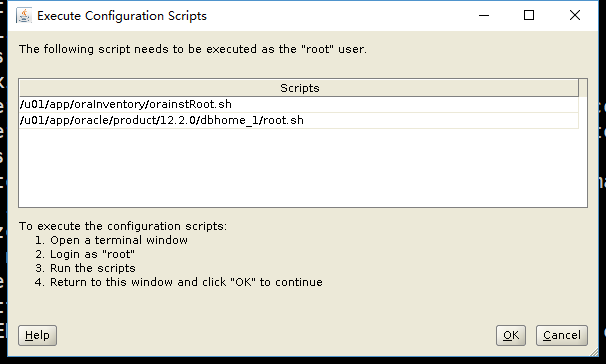 Execute Configuration Scripts
The following script needs to be executed as the "root" user.
Scripts
/u01/app/oraInventory/orainstRoot.sh
/u01/app/oracle/product/12.2.0/dbhome_1/root.sh
To execute the configuration scripts:
1. Open a terminal window
2. Login as "root"
3. Run the scripts
4. Return to this window and click "OK" to continue
Help
OK
Cancel